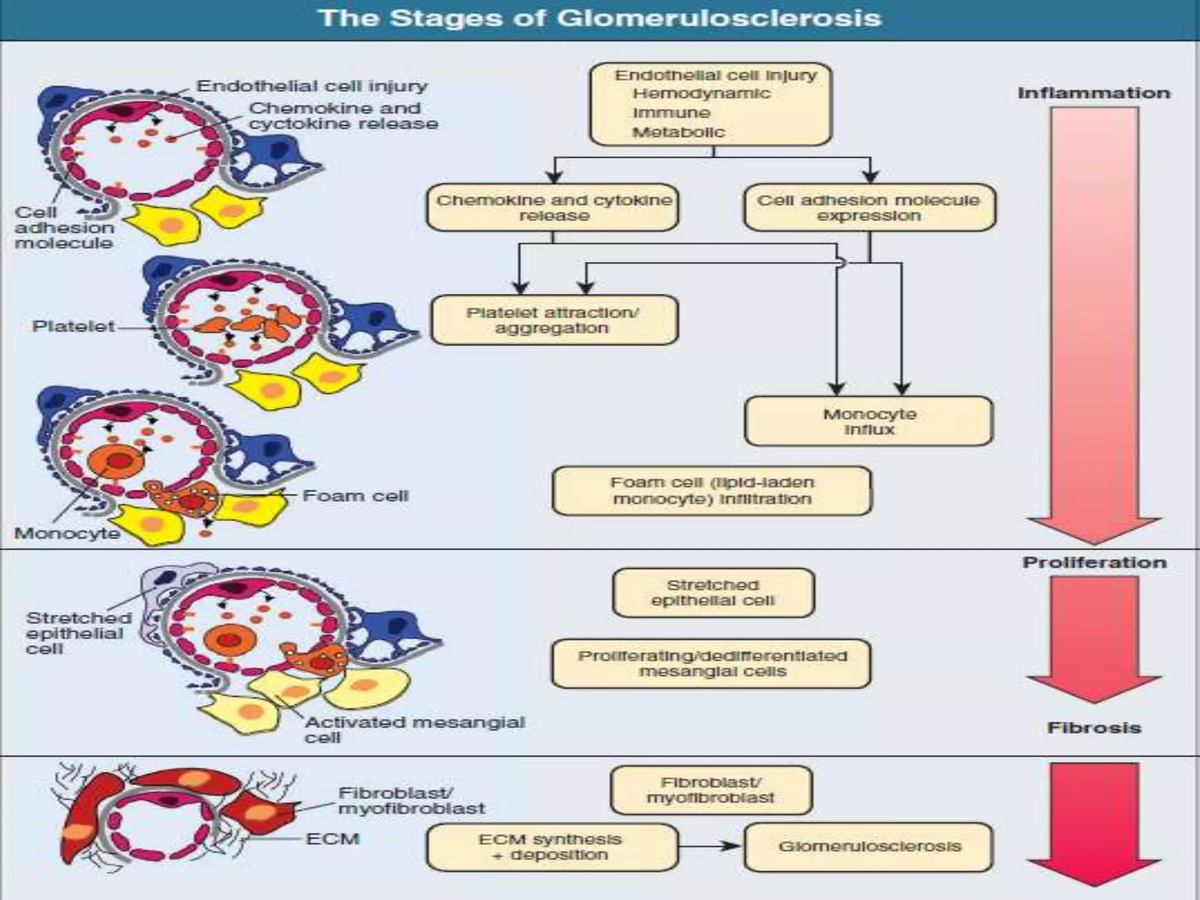 The Stages of Glomerulosclerosis
Endothelial cell injury
Chemokine and
cyctokine release
Cell
adhesion
molecule
Endothelial cell injury
Hemodynamic
Immune
Metabolic
Inflammation
Chemokine and cytokine
release
Cell adhesion molecule
expression
Platelet
Platelet attraction/
aggregation
Monocyte
influx
Foam cell
Monocyte
Foam cell (lipid-laden
monocyte) infiltration
Proliferation
Stretched
epithelial
cell
Stretched
epithelial cell
Proliferating/dedifferentiated
mesangial cells
Activated mesangial
cell
Fibrosis
Fibroblast/
myofibroblast
ECM
Fibroblast/
myofibroblast
ECM synthesis
+ deposition
Glomerulosclerosis